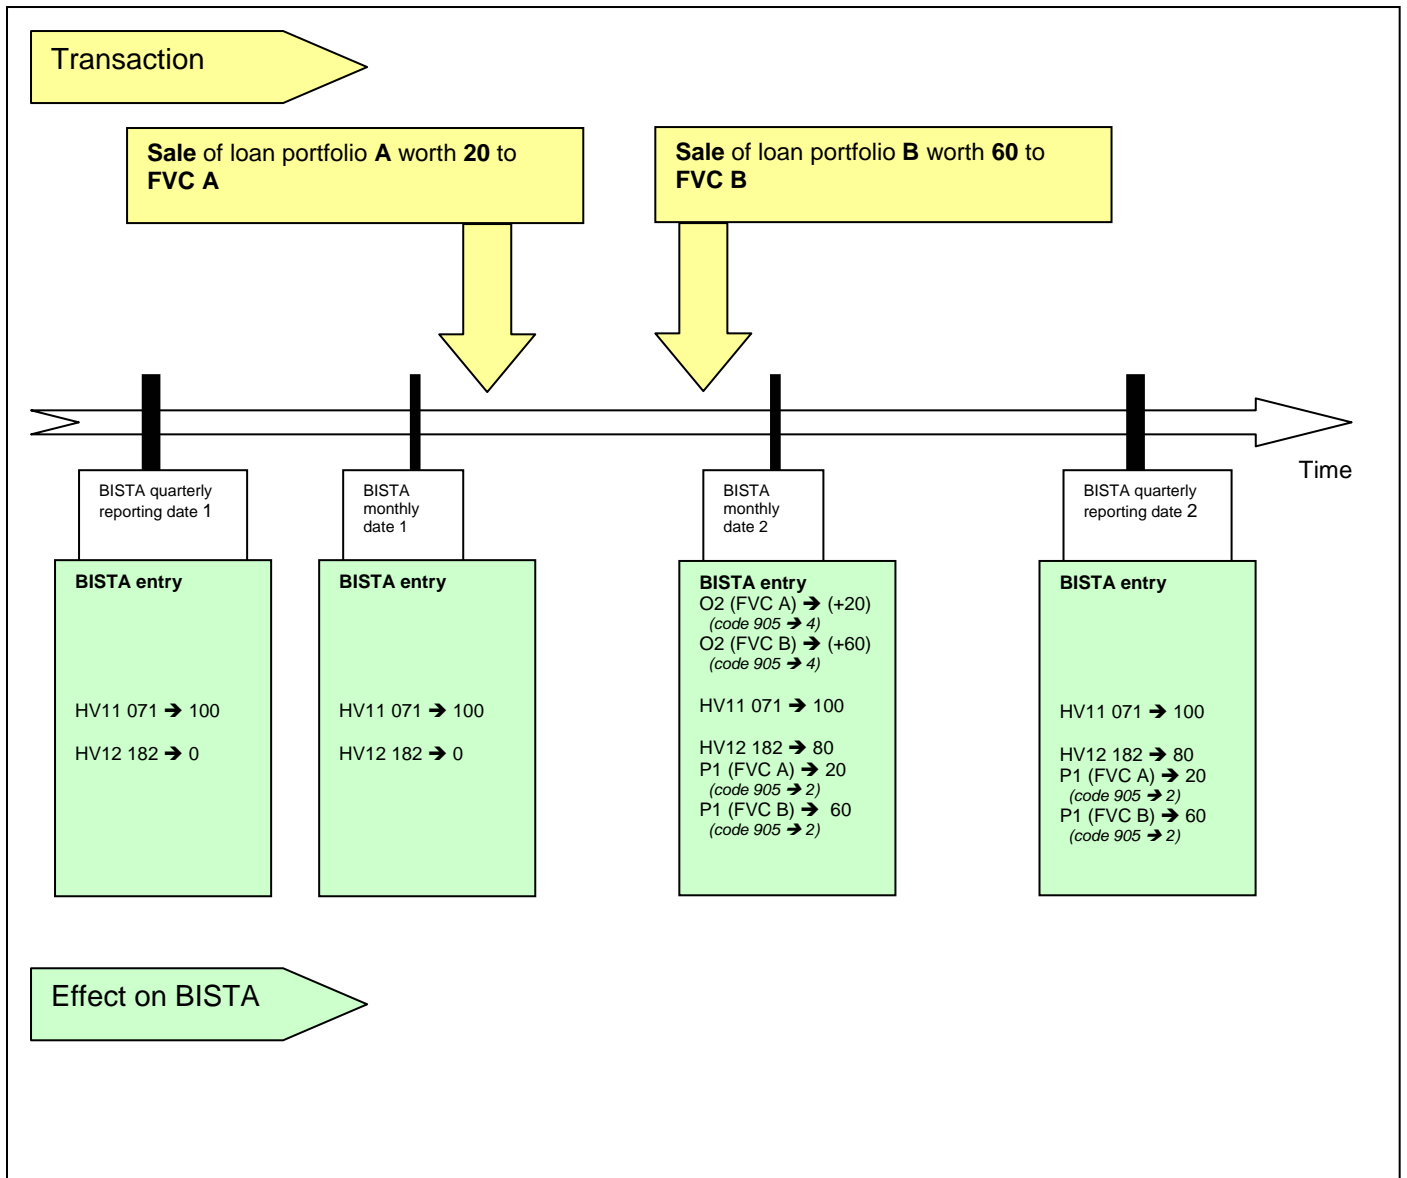 Transaction
Sale of loan portfolio A worth 20 to
FVC A
Sale of loan portfolio B worth 60 to
FVC B
Time
BISTA quarterly
reporting date 1
BISTA
monthly
date 1
BISTA
monthly
date 2
BISTA quarterly
reporting date 2
BISTA entry
HV11 071 ➔ 100
HV12 182 ➔ 0
BISTA entry
HV11 071 ➔ 100
HV12 182 ➔ 0
BISTA entry
O2 (FVC A) ➔ (+20)
(code 905 ➔ 4)
O2 (FVC B) ➔ (+60)
(code 905 ➔ 4)
HV11 071 ➔ 100
HV12 182 ➔ 80
P1 (FVC A) ➔ 20
(code 905 ➔ 2)
P1 (FVC B) ➔ 60
(code 905 ➔ 2)
BISTA entry
HV11 071 ➔ 100
HV12 182 ➔ 80
P1 (FVC A) ➔ 20
(code 905 ➔ 2)
P1 (FVC B) ➔ 60
(code 905 ➔ 2)
Effect on BISTA